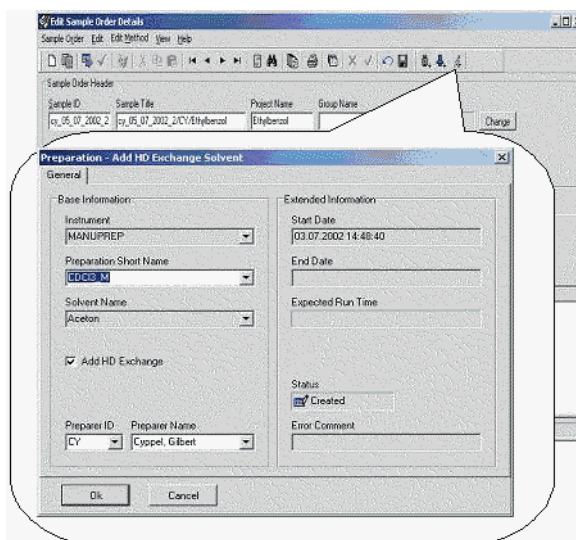 Edit Sample Order Details
Sample Order Edit Edit Method View Help
Sample Order Header
Sample ID Sample Title Project Name Group Name
cy_05_07_2002_2 cy_05_07_2002_2/CY/Ethylbenzol Ethylbenzol Change
Preparation - Add HD Exchange Solvent
General
Base Information Extended Information
Instrument Start Date
MANUPREP 03.07.2002 14:48:40
Preparation Short Name End Date
CDCl3_M
Solvent Name Expected Run Time
Aceton
Add HD Exchange
Status
Created
Preparer ID Preparer Name Error Comment
CY Cyppel, Gilbert
Ok Cancel